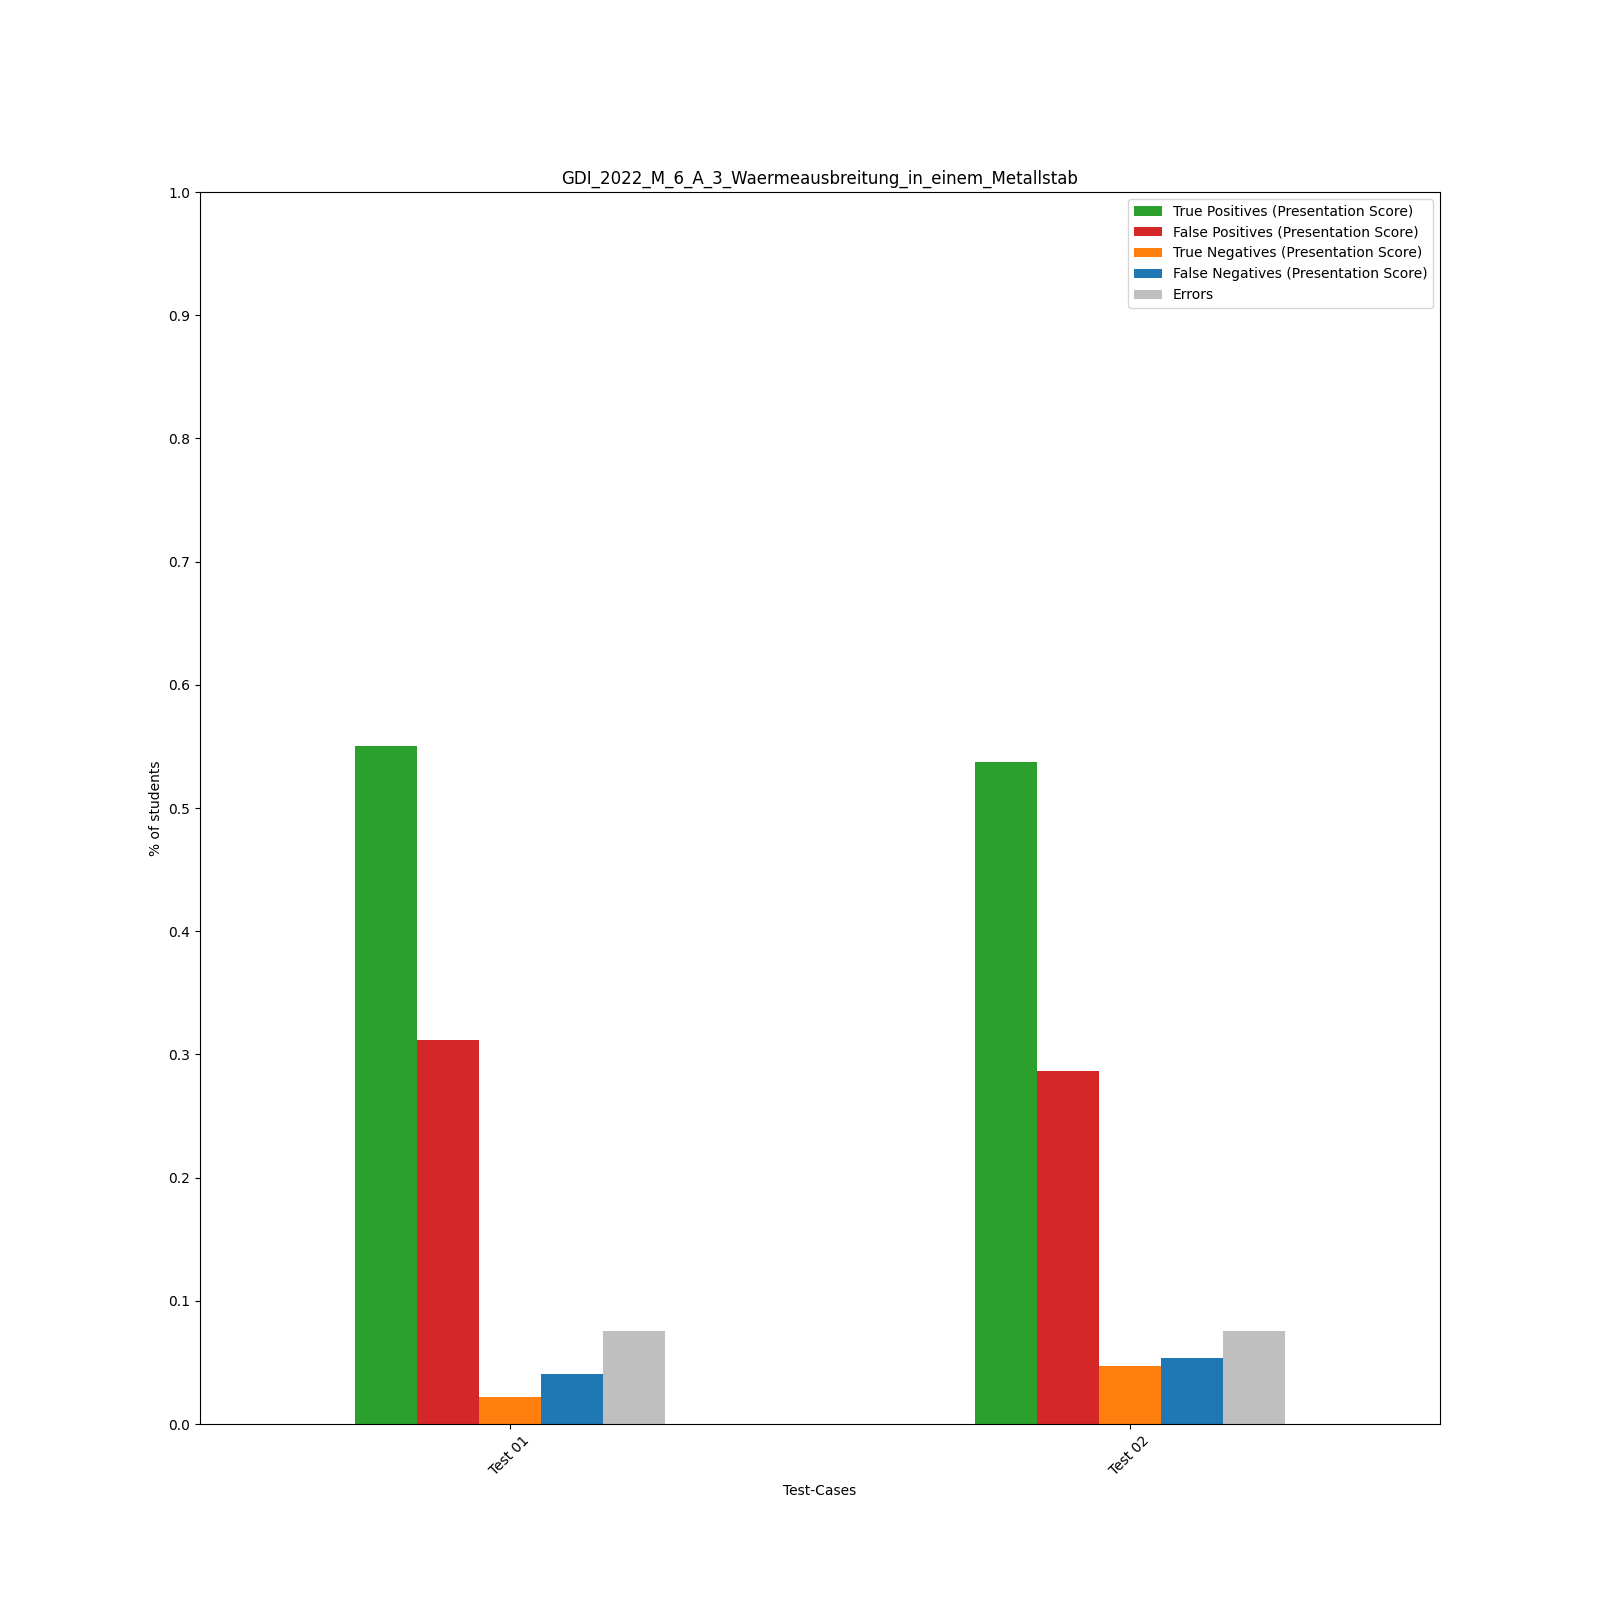 GDI_2022_M_6_A_3_Waermeausbreitung_in_einem_Metallstab
True Positives (Presentation Score)
False Positives (Presentation Score)
True Negatives (Presentation Score)
False Negatives (Presentation Score)
Errors
1.0
0.9
0.8
0.7
0.6
0.5
0.4
0.3
0.2
0.1
0.0
% of students
Test 01
Test 02
Test-Cases